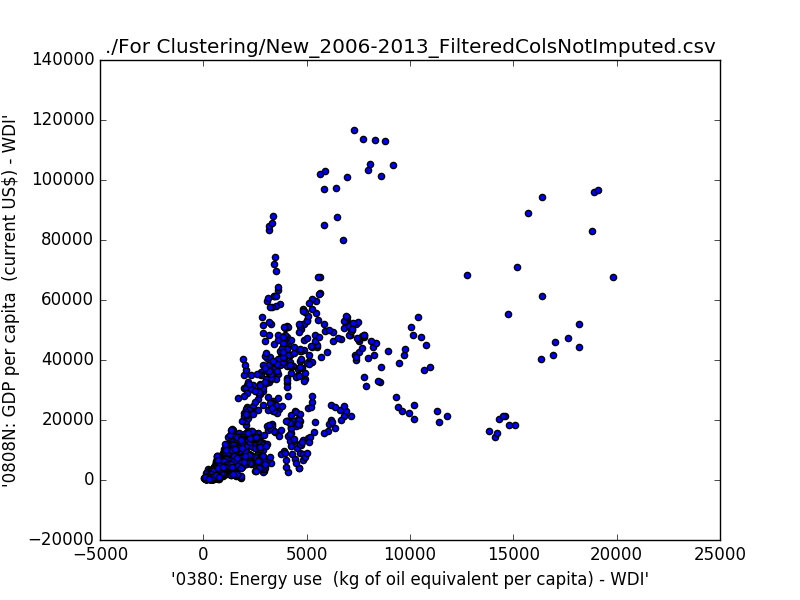 ./For Clustering/New_2006-2013_FilteredColsNotImputed.csv
140000
120000
100000
80000
60000
40000
20000
0
−20000
−5000 0 5000 10000 15000 20000 25000
'0808N: GDP per capita  (current US$) - WDI'
'0380: Energy use  (kg of oil equivalent per capita) - WDI'